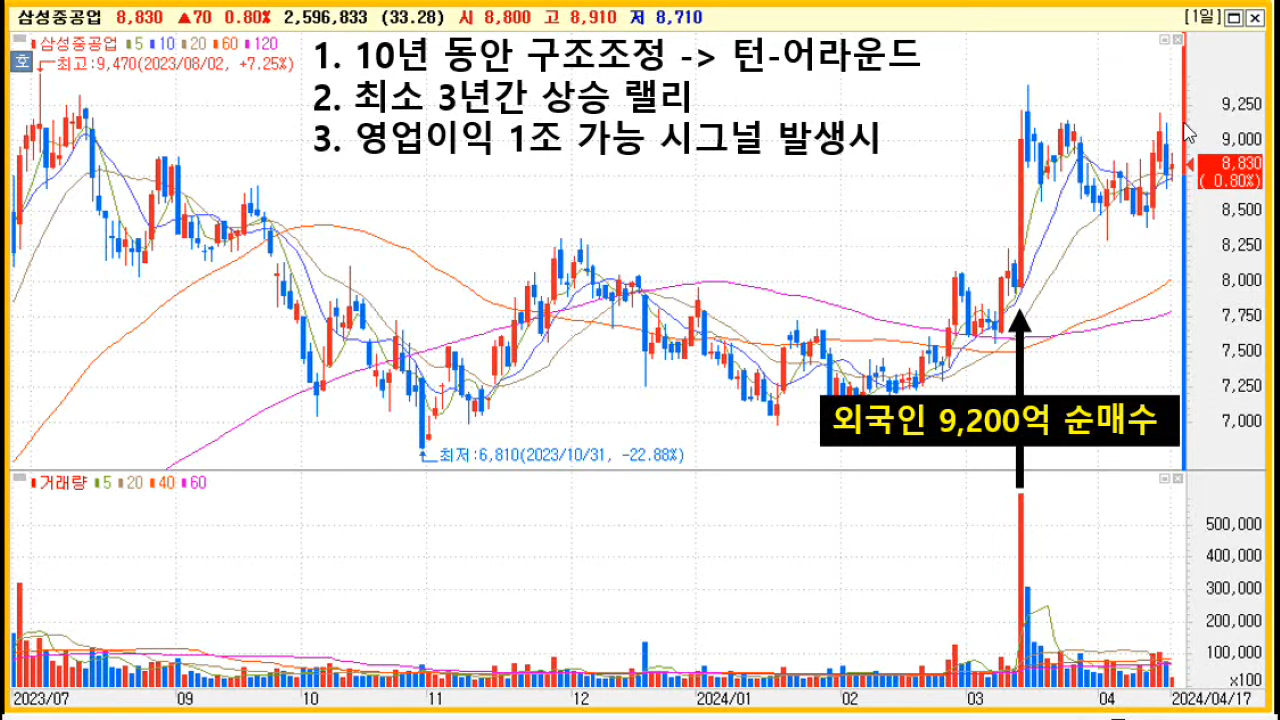 삼성중공업 8,830 ▲70 0.80% 2,596,833 (33.28) 시 8,800 고 8,910 저 8,710 [1일]
삼성중공업 5 10 20 60 120
호
최고:9,470(2023/08/02, +7.25%)
1. 10년 동안 구조조정 -> 턴-어라운드
2. 최소 3년간 상승 랠리
3. 영업이익 1조 가능 시그널 발생시
9,250
9,000
8,830
( 0.80%)
8,500
8,250
8,000
7,750
7,500
7,250
7,000
외국인 9,200억 순매수
최저:6,810(2023/10/31, -22.88%)
거래량 5 20 40 60
500,000
400,000
300,000
200,000
100,000
x100
2023/07 09 10 11 12 2024/01 02 03 04 2024/04/17